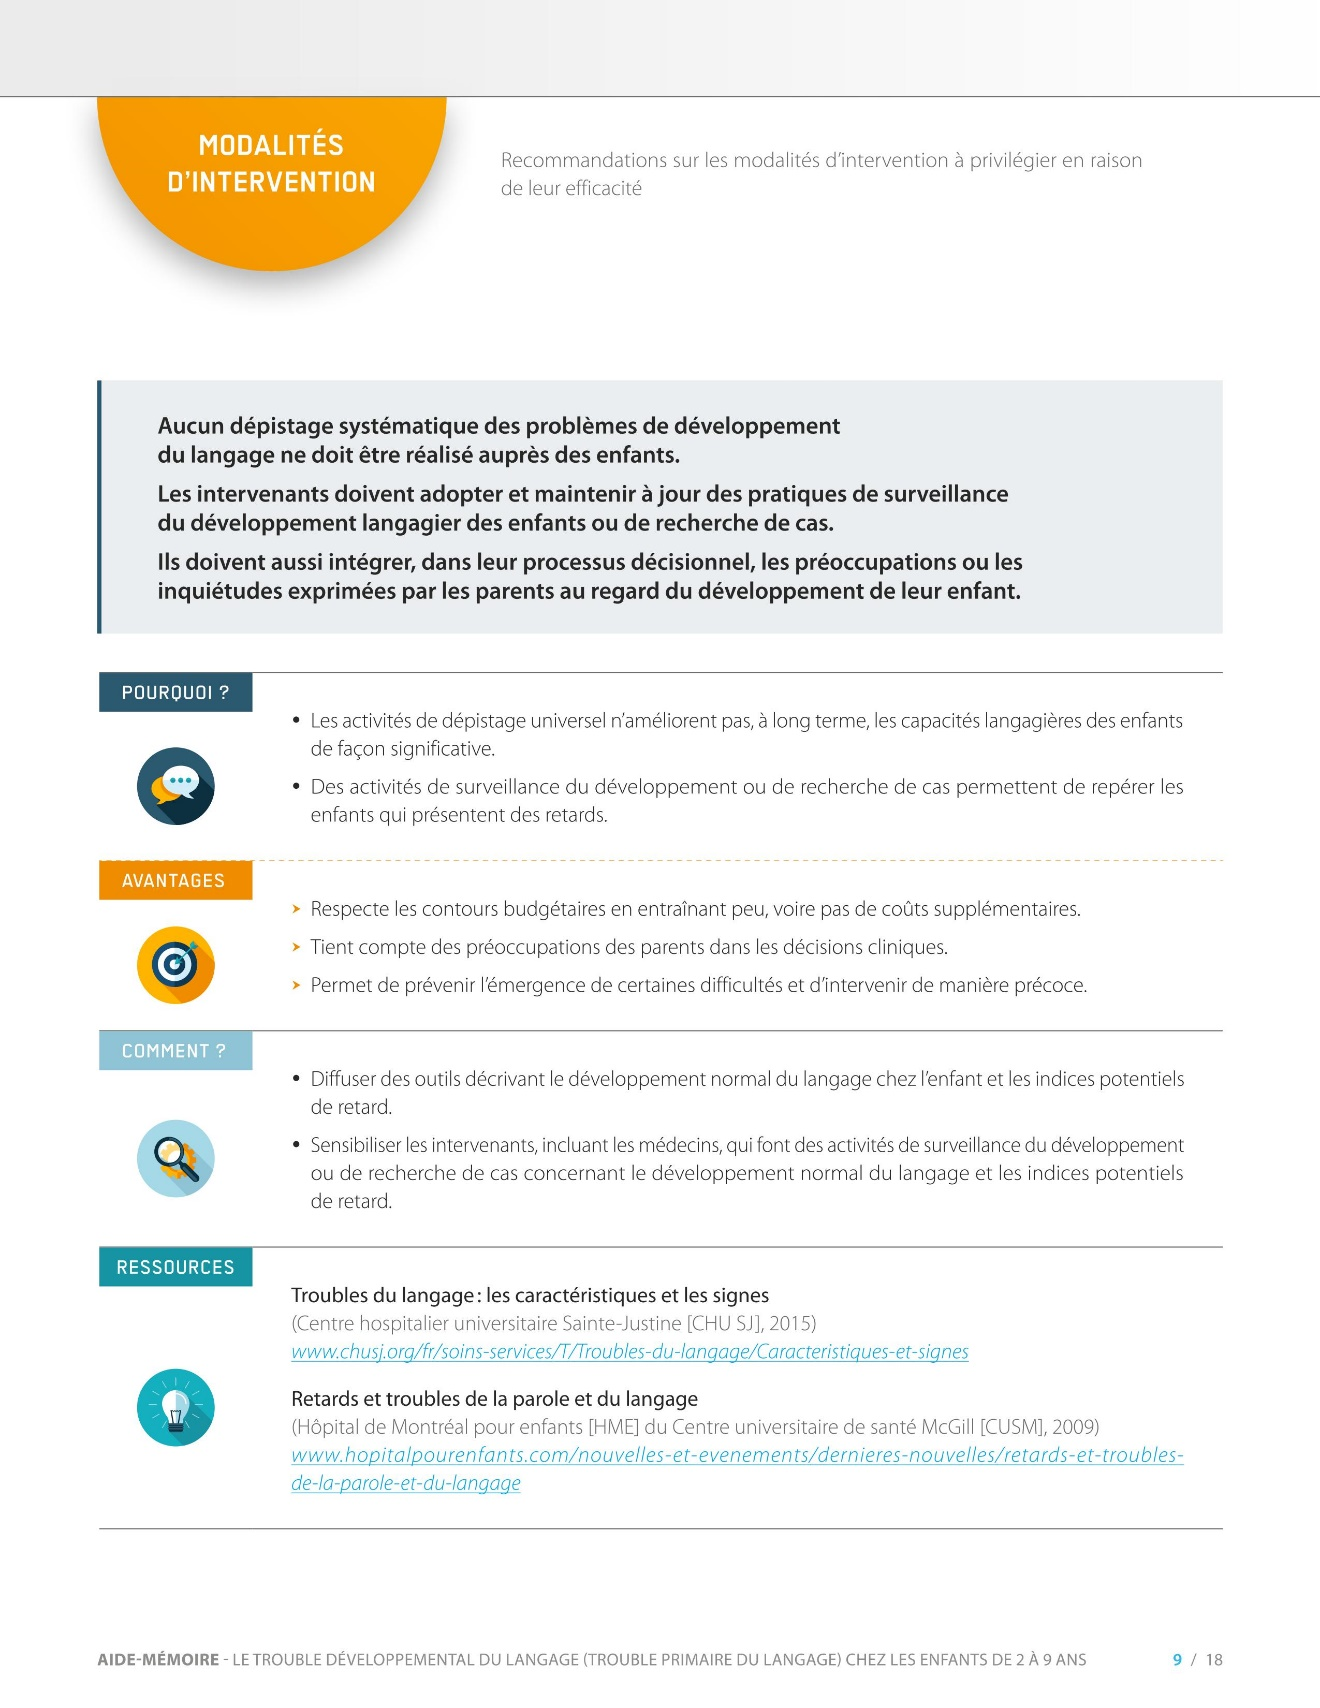 MODALITÉS
D’INTERVENTION
Recommandations sur les modalités d’intervention à privilégier en raison
de leur efficacité
Aucun dépistage systématique des problèmes de développement
du langage ne doit être réalisé auprès des enfants.
Les intervenants doivent adopter et maintenir à jour des pratiques de surveillance
du développement langagier des enfants ou de recherche de cas.
Ils doivent aussi intégrer, dans leur processus décisionnel, les préoccupations ou les
inquiétudes exprimées par les parents au regard du développement de leur enfant.
POURQUOI ?
• Les activités de dépistage universel n’améliorent pas, à long terme, les capacités langagières des enfants
de façon significative.
• Des activités de surveillance du développement ou de recherche de cas permettent de repérer les
enfants qui présentent des retards.
AVANTAGES
➤ Respecte les contours budgétaires en entraînant peu, voire pas de coûts supplémentaires.
➤ Tient compte des préoccupations des parents dans les décisions cliniques.
➤ Permet de prévenir l’émergence de certaines difficultés et d’intervenir de manière précoce.
COMMENT ?
• Diffuser des outils décrivant le développement normal du langage chez l’enfant et les indices potentiels
de retard.
• Sensibiliser les intervenants, incluant les médecins, qui font des activités de surveillance du développement
ou de recherche de cas concernant le développement normal du langage et les indices potentiels
de retard.
RESSOURCES
Troubles du langage : les caractéristiques et les signes
(Centre hospitalier universitaire Sainte-Justine [CHU SJ], 2015)
www.chusj.org/fr/soins-services/T/Troubles-du-langage/Caracteristiques-et-signes
Retards et troubles de la parole et du langage
(Hôpital de Montréal pour enfants [HME] du Centre universitaire de santé McGill [CUSM], 2009)
www.hopitalpourenfants.com/nouvelles-et-evenements/dernieres-nouvelles/retards-et-troubles-
de-la-parole-et-du-langage
AIDE-MÉMOIRE - LE TROUBLE DÉVELOPPEMENTAL DU LANGAGE (TROUBLE PRIMAIRE DU LANGAGE) CHEZ LES ENFANTS DE 2 À 9 ANS 9 / 18